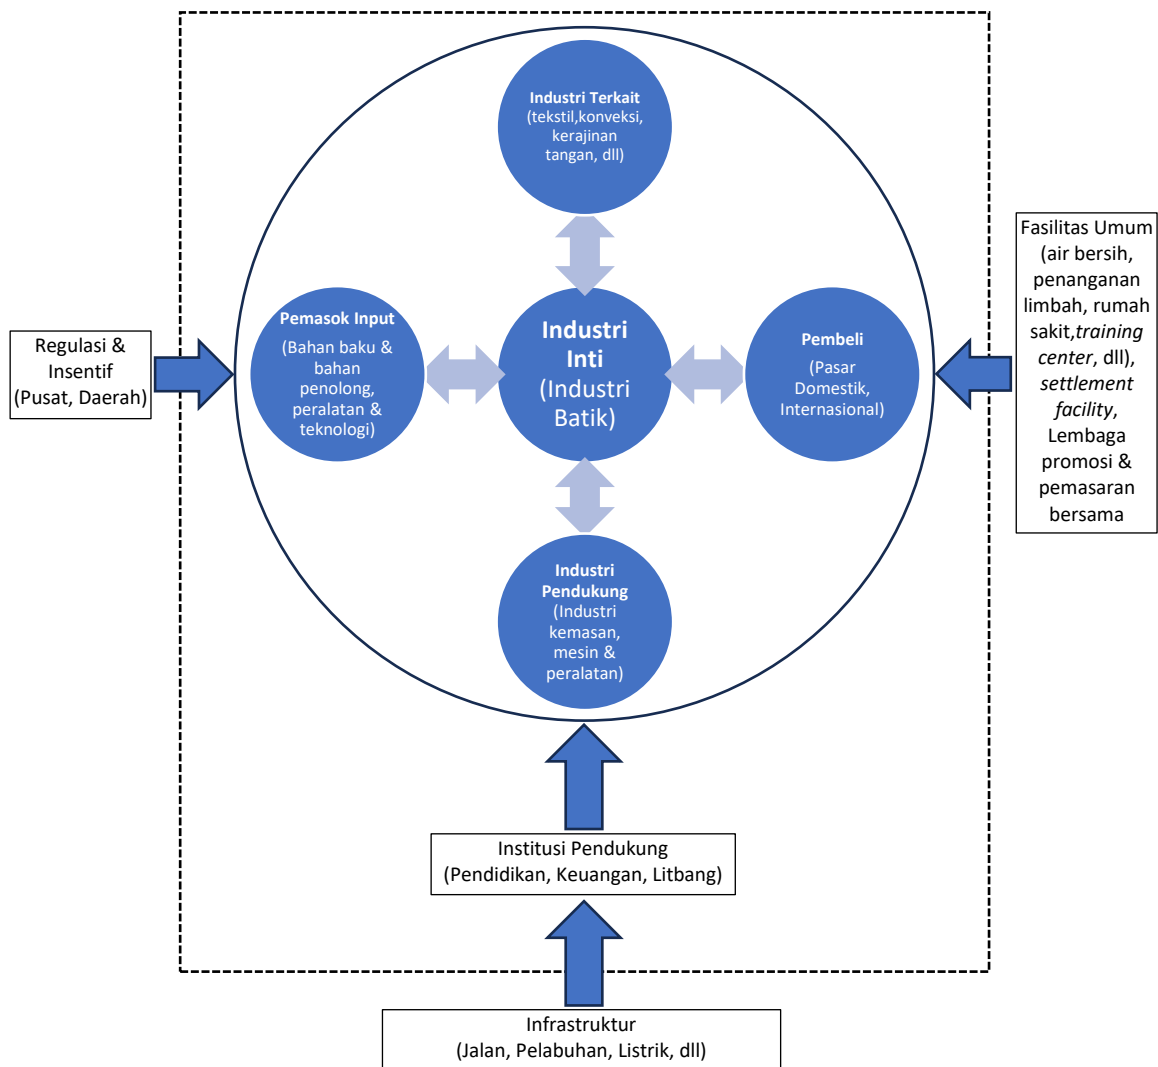 Industri Terkait
(tekstil,konveksi,
kerajinan
tangan, dll)
Regulasi &
Insentif
(Pusat, Daerah)
Pemasok Input
(Bahan baku &
bahan
penolong,
peralatan &
teknologi)
Industri
Inti
(Industri
Batik)
Pembeli
(Pasar
Domestik,
Internasional)
Fasilitas Umum
(air bersih,
penanganan
limbah, rumah
sakit,training
center, dll),
settlement
facility,
Lembaga
promosi &
pemasaran
bersama
Industri
Pendukung
(Industri
kemasan,
mesin &
peralatan)
Institusi Pendukung
(Pendidikan, Keuangan, Litbang)
Infrastruktur
(Jalan, Pelabuhan, Listrik, dll)